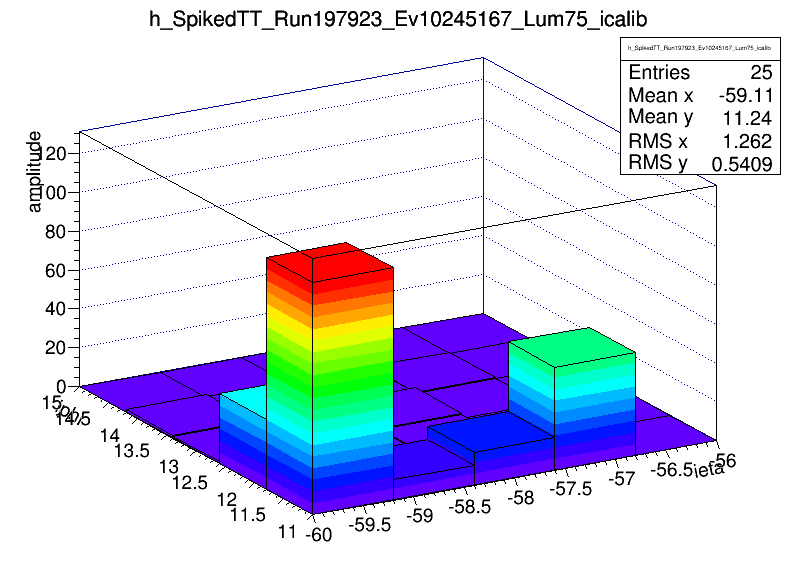 h_SpikedTT_Run197923_Ev10245167_Lum75_icalib
h_SpikedTT_Run197923_Ev10245167_Lum75_icalib
Entries 25
Mean x -59.11
Mean y 11.24
RMS x 1.262
RMS y 0.5409
amplitude
120
100
80
60
40
20
0
15
14.5
14
13.5
13
12.5
12
11.5
11
-60
-59.5
-59
-58.5
-58
-57.5
-57
-56.5
-56
ieta